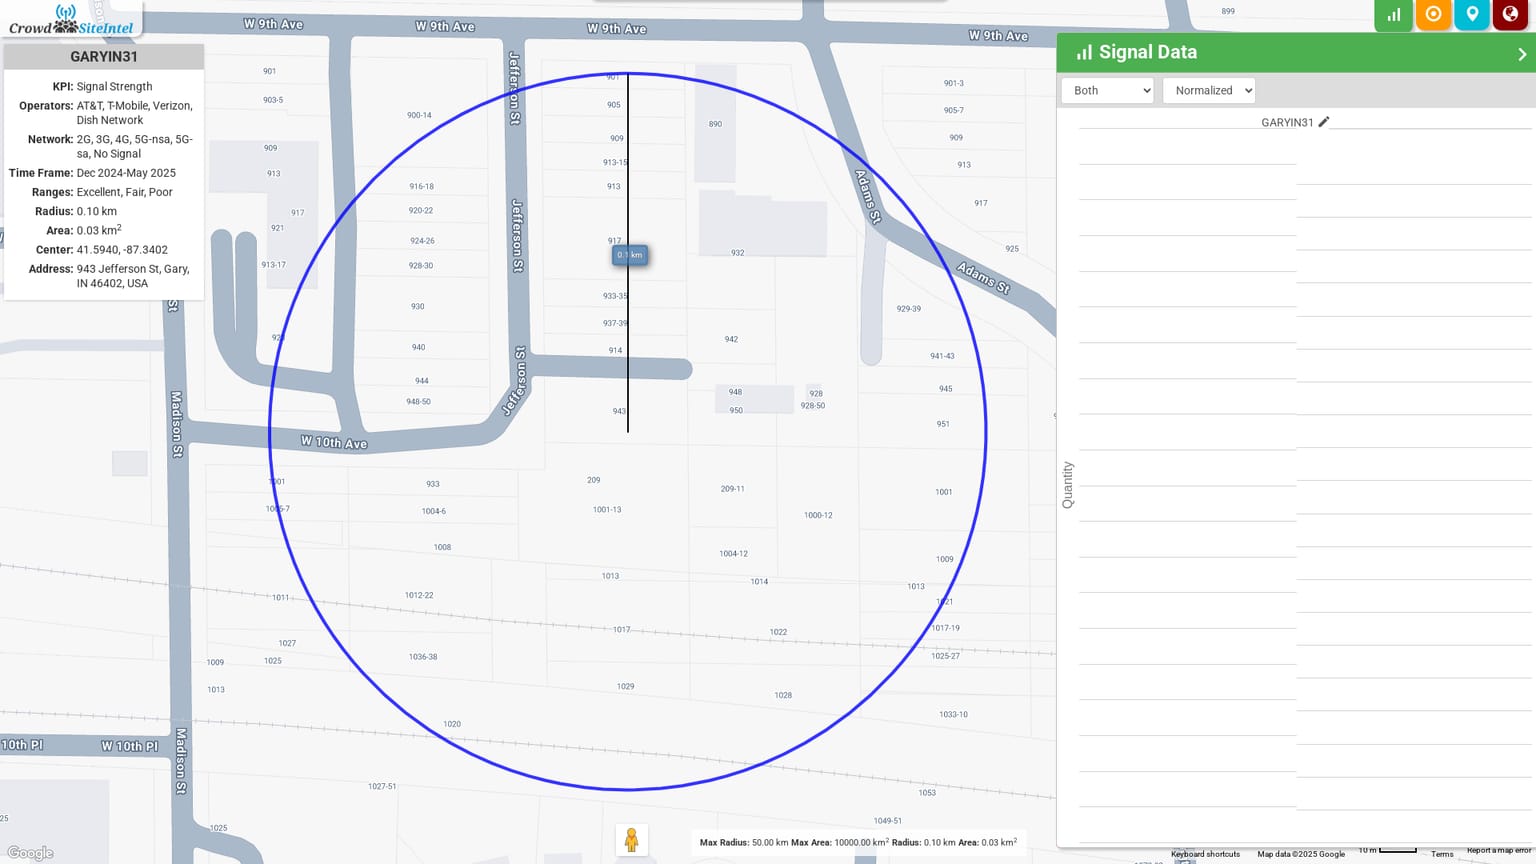 Crowd SiteIntel
GARYIN31
KPI: Signal Strength
Operators: AT&T, T-Mobile, Verizon,
Dish Network
Network: 2G, 3G, 4G, 5G-nsa, 5G-
sa, No Signal
Time Frame: Dec 2024-May 2025
Ranges: Excellent, Fair, Poor
Radius: 0.10 km
Area: 0.03 km2
Center: 41.5940, -87.3402
Address: 943 Jefferson St, Gary,
IN 46402, USA
W 9th Ave
W 9th Ave
W 9th Ave
W 9th Ave
899
901
903-5
909
913
917
921
913-17
900-14
916-18
920-22
924-26
928-30
930
940
944
948-50
Jefferson St
Jefferson St
Jefferson St
901
905
909
913-15
913
917
0.1 km
933-35
937-39
914
943
890
932
942
948
950
928
928-50
Adams St
Adams St
901-3
905-7
909
913
917
925
929-39
941-43
945
951
Madison St
W 10th Ave
1001
1005-7
933
1004-6
1008
209
1001-13
209-11
1000-12
1004-12
1001
1009
1013
1021
1017-19
1025-27
1011
1012-22
1013
1014
1017
1022
1027
1025
1009
1013
1036-38
1029
1028
1020
1033-10
10th Pl
W 10th Pl
Madison St
1027-51
1025
1053
1049-51
25
Google
Max Radius: 50.00 km Max Area: 10000.00 km2 Radius: 0.10 km Area: 0.03 km2
Signal Data
Both
Normalized
GARYIN31
Quantity
Keyboard shortcuts
Map data ©2025 Google
10 m
Terms
Report a map error